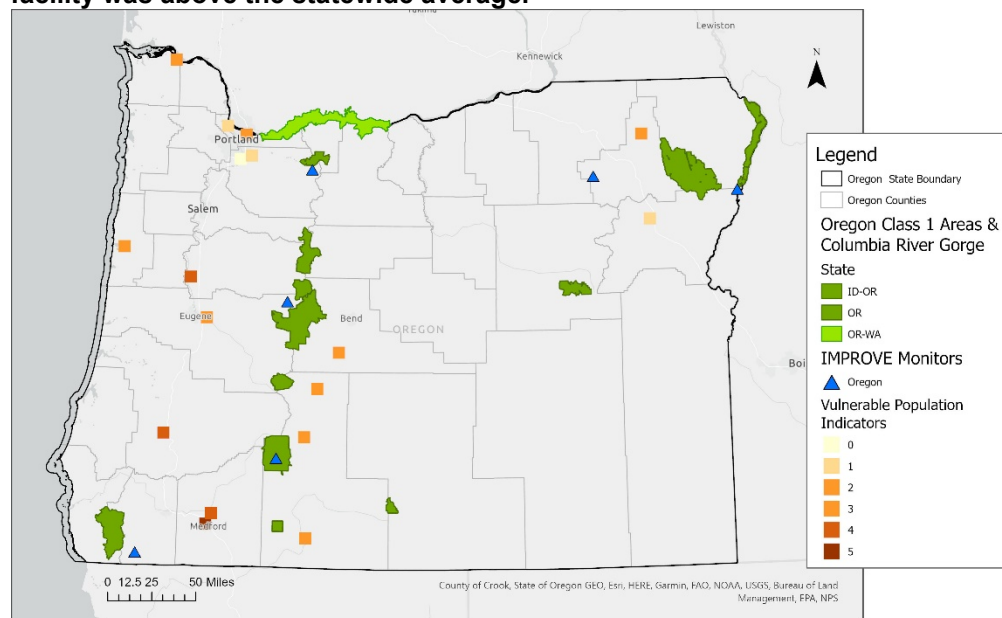 facility was above the statewide average.
Lewiston
Kennewick
N
Portland
Salem
Eugene
Bend
OREGON
Boi
Medford
0 12.5 25 50 Miles
County of Crook, State of Oregon GEO, Esri, HERE, Garmin, FAO, NOAA, USGS, Bureau of Land
Management, EPA, NPS
Legend
Oregon State Boundary
Oregon Counties
Oregon Class 1 Areas &
Columbia River Gorge
State
ID-OR
OR
OR-WA
IMPROVE Monitors
Oregon
Vulnerable Population
Indicators
0
1
2
3
4
5